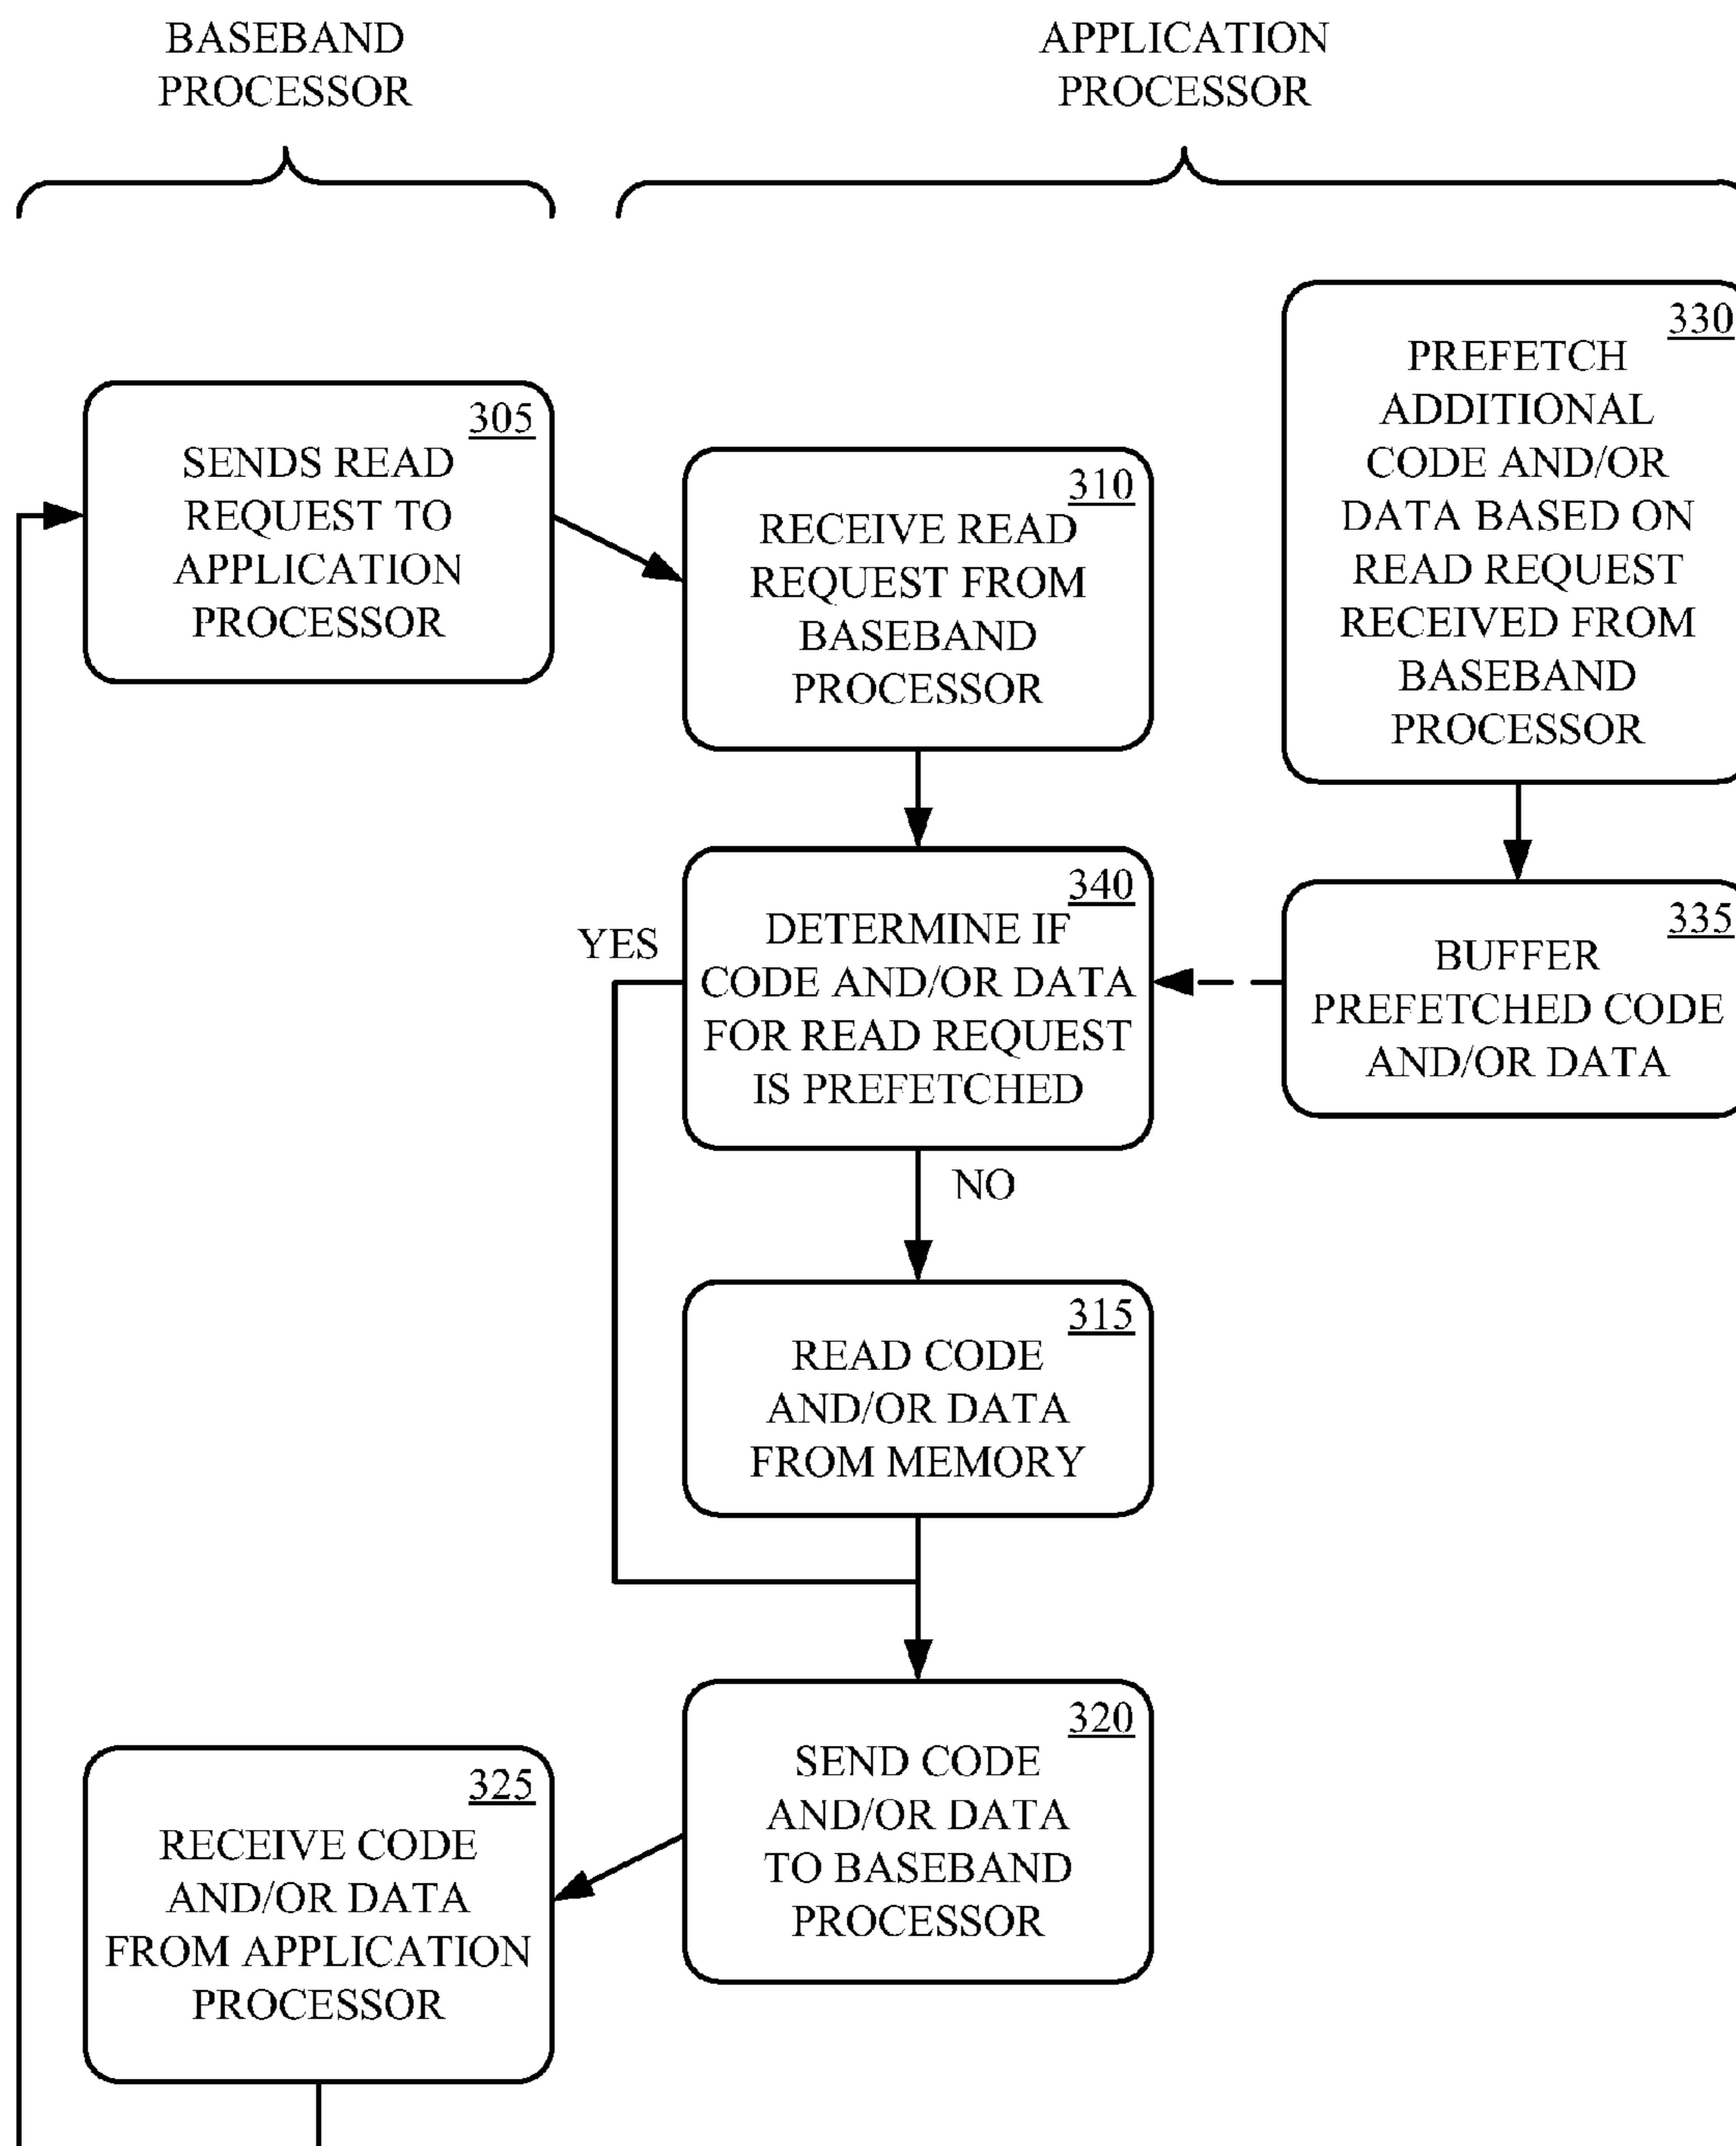 BASEBAND
PROCESSOR
APPLICATION
PROCESSOR
330
PREFETCH
ADDITIONAL
CODE AND/OR
DATA BASED ON
READ REQUEST
RECEIVED FROM
BASEBAND
PROCESSOR
305
SENDS READ
REQUEST TO
APPLICATION
PROCESSOR
310
RECEIVE READ
REQUEST FROM
BASEBAND
PROCESSOR
340
DETERMINE IF
CODE AND/OR DATA
FOR READ REQUEST
IS PREFETCHED
YES
335
BUFFER
PREFETCHED CODE
AND/OR DATA
NO
315
READ CODE
AND/OR DATA
FROM MEMORY
320
SEND CODE
AND/OR DATA
TO BASEBAND
PROCESSOR
325
RECEIVE CODE
AND/OR DATA
FROM APPLICATION
PROCESSOR